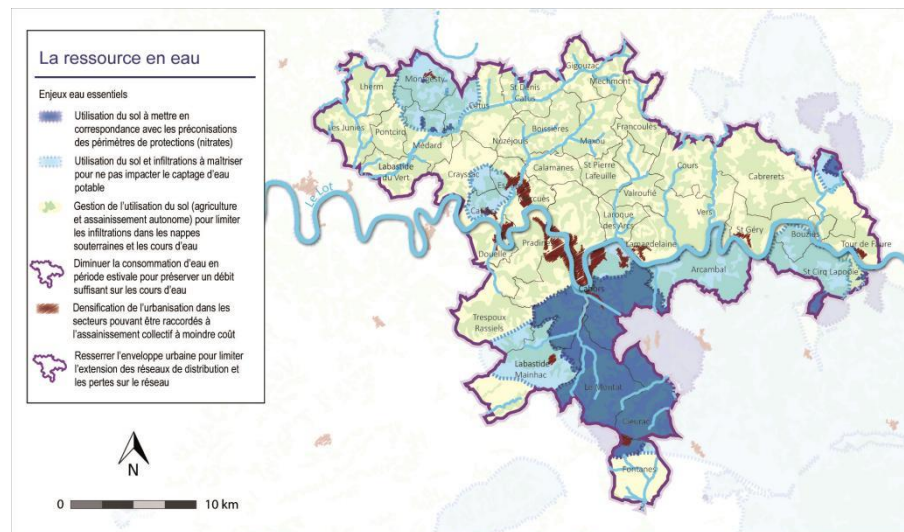 La ressource en eau
Enjeux eau essentiels
Utilisation du sol à mettre en
correspondance avec les préconisations
des périmètres de protections (nitrates)
Utilisation du sol et infiltrations à maîtriser
pour ne pas impacter le captage d'eau
potable
Gestion de l'utilisation du sol (agriculture
et assainissement autonome) pour limiter
les infiltrations dans les nappes
souterraines et les cours d'eau
Diminuer la consommation d'eau en
période estivale pour préserver un débit
suffisant sur les cours d'eau
Densification de l'urbanisation dans les
secteurs pouvant être raccordés à
l'assainissement collectif à moindre coût
Resserrer l'enveloppe urbaine pour limiter
l'extension des réseaux de distribution et
les pertes sur le réseau
N
0 10 km
Gigouzac
Mechmont
Montgesty
Lherm
St Denis
Catus
Catus
Les Junies
Pontcirq
Boissières
Francoulès
Nuzéjouls
Maxou
Médard
Labastide
du Vert
Crayssac
Calamanes
St Pierre
Lafeuille
Cours
Cabrerets
Valroufié
Le Lot
Laroque
des Arcs
Vers
St Géry
Douelle
Pradines
Lamagdelaine
Bouziès
Tour de Faure
Arcambal
St Cirq Lapopie
Cahors
Trespoux
Rassiels
Labastide
Marnhac
Le Montat
Cieurac
Fontanes